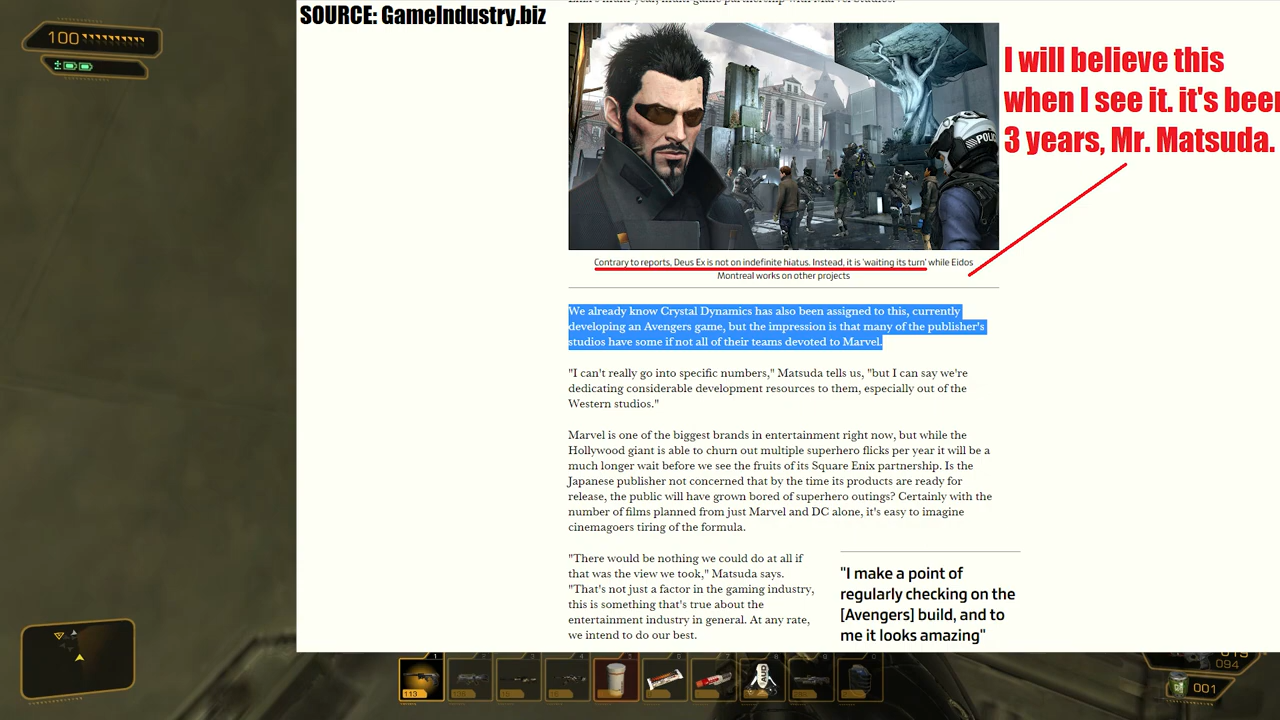 SOURCE: GameIndustry.biz
100
I will believe this
when I see it. it's been
3 years, Mr. Matsuda.
POLI
Contrary to reports, Deus Ex is not on indefinite hiatus. Instead, it is 'waiting its turn' while Eidos
Montreal works on other projects
We already know Crystal Dynamics has also been assigned to this, currently
developing an Avengers game, but the impression is that many of the publisher's
studios have some if not all of their teams devoted to Marvel.
"I can't really go into specific numbers," Matsuda tells us, "but I can say we're
dedicating considerable development resources to them, especially out of the
Western studios."
Marvel is one of the biggest brands in entertainment right now, but while the
Hollywood giant is able to churn out multiple superhero flicks per year it will be a
much longer wait before we see the fruits of its Square Enix partnership. Is the
Japanese publisher not concerned that by the time its products are ready for
release, the public will have grown bored of superhero outings? Certainly with the
number of films planned from just Marvel and DC alone, it's easy to imagine
cinemagoers tiring of the formula.
"There would be nothing we could do at all if
that was the view we took," Matsuda says.
"That's not just a factor in the gaming industry,
this is something that's true about the
entertainment industry in general. At any rate,
we intend to do our best.
"I make a point of
regularly checking on the
[Avengers] build, and to
me it looks amazing"
1 2 3 4 5 6 7 8 9 0
113
094
001